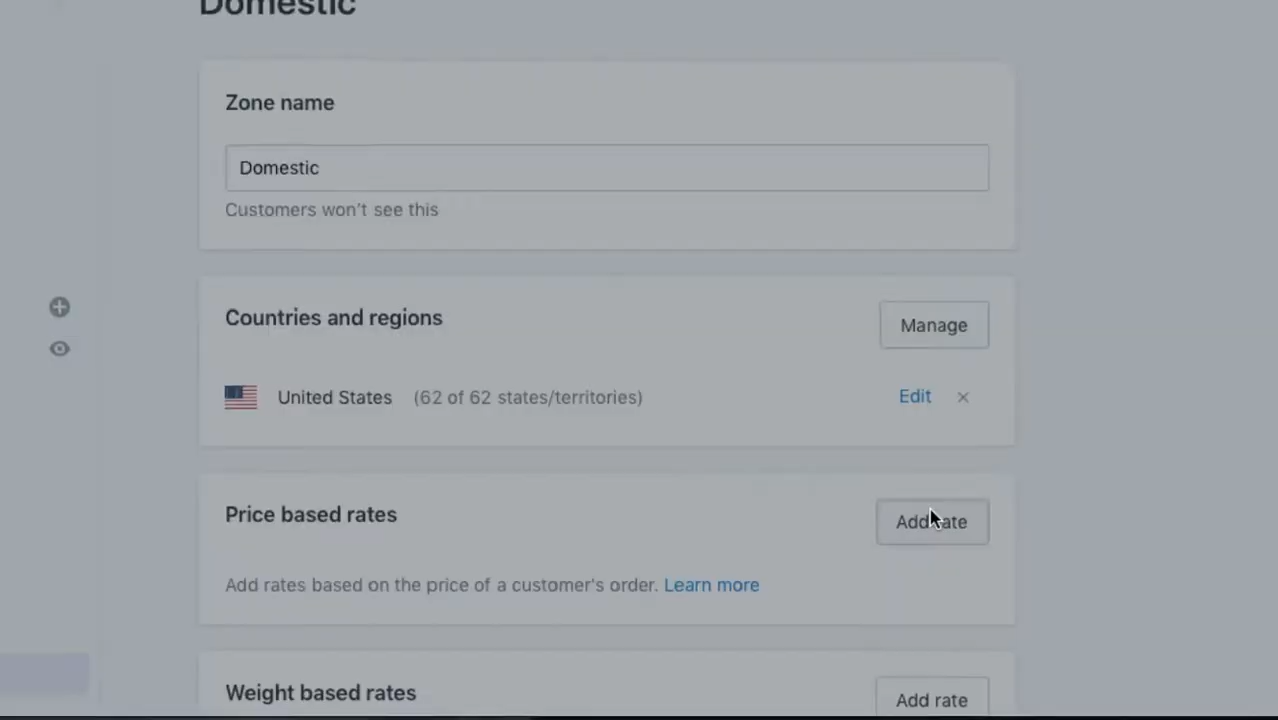 Domestic
Zone name
Domestic
Customers won't see this
Countries and regions
Manage
United States (62 of 62 states/territories)
Edit ×
Price based rates
Add rate
Add rates based on the price of a customer's order. Learn more
Weight based rates
Add rate